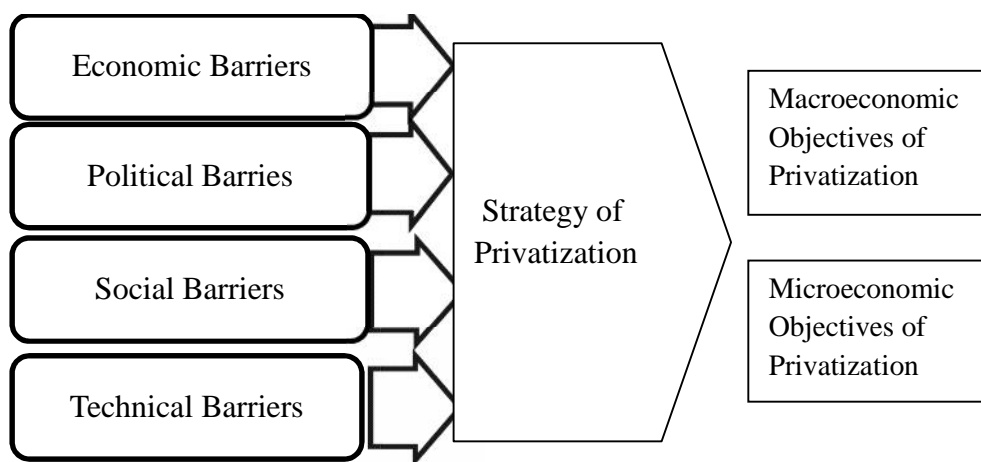 Economic Barriers
Political Barries
Social Barriers
Technical Barriers
Strategy of
Privatization
Macroeconomic
Objectives of
Privatization
Microeconomic
Objectives of
Privatization